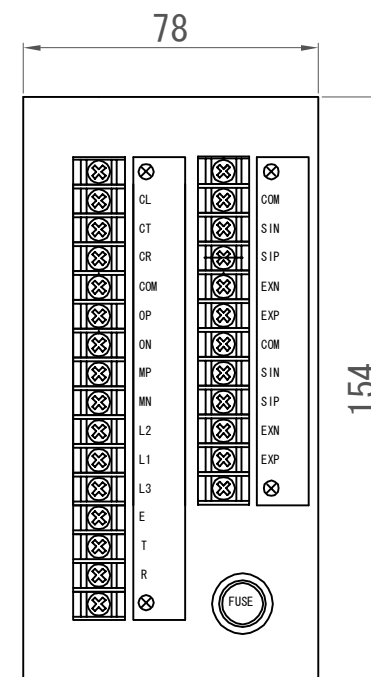 78
154
CL
CT
CR
COM
OP
ON
MP
MN
L2
L1
L3
E
T
R
COM
SIN
SIP
EXN
EXP
COM
SIN
SIP
EXN
EXP
FUSE